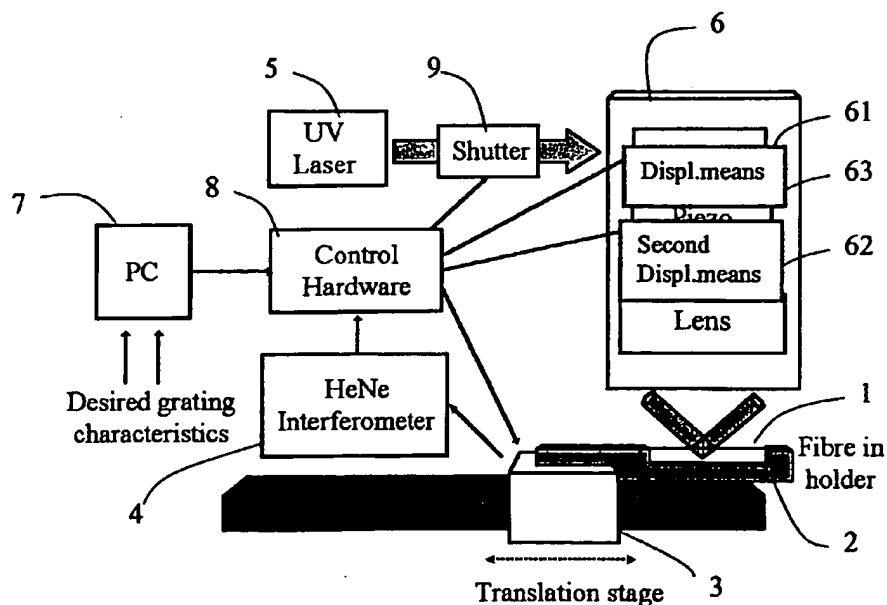 6
5
9
61
UV
Laser
Shutter
Displ.means
63
7
8
Piezo
PC
Control
Hardware
Second
Displ.means
62
Lens
HeNe
Interferometer
Desired grating
characteristics
1
Fibre in
holder
4
2
3
Translation stage